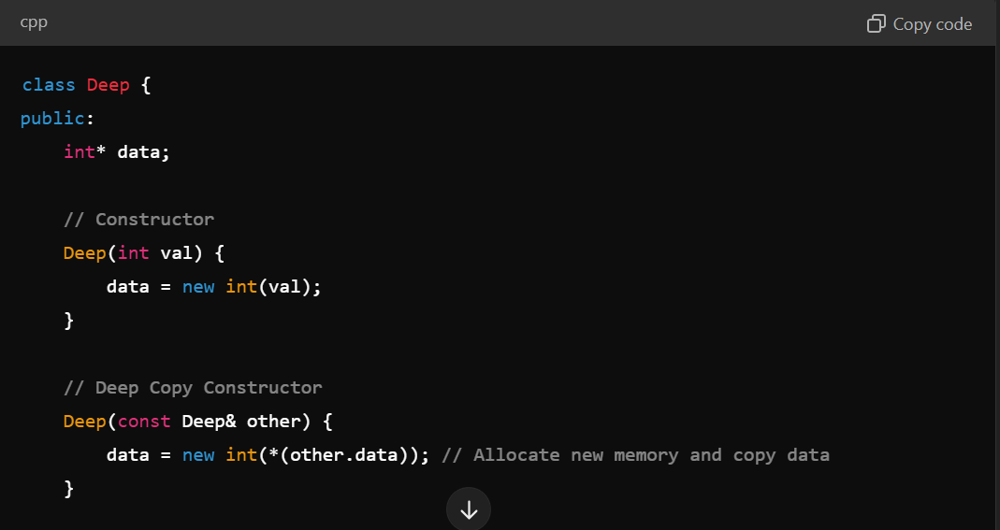 cpp
Copy code
class Deep {
public:
    int* data;

    // Constructor
    Deep(int val) {
        data = new int(val);
    }

    // Deep Copy Constructor
    Deep(const Deep& other) {
        data = new int(*(other.data)); // Allocate new memory and copy data
    }